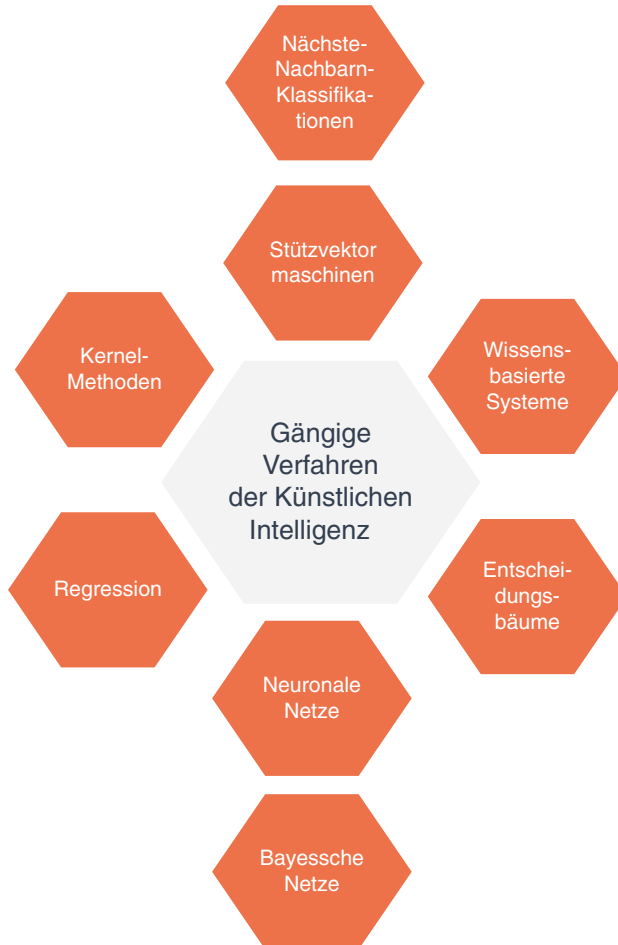 Nächste-
Nachbarn-
Klassifika-
tionen
Stützvektor
maschinen
Kernel-
Methoden
Wissens-
basierte
Systeme
Gängige
Verfahren
der Künstlichen
Intelligenz
Regression
Entschei-
dungs-
bäume
Neuronale
Netze
Bayessche
Netze